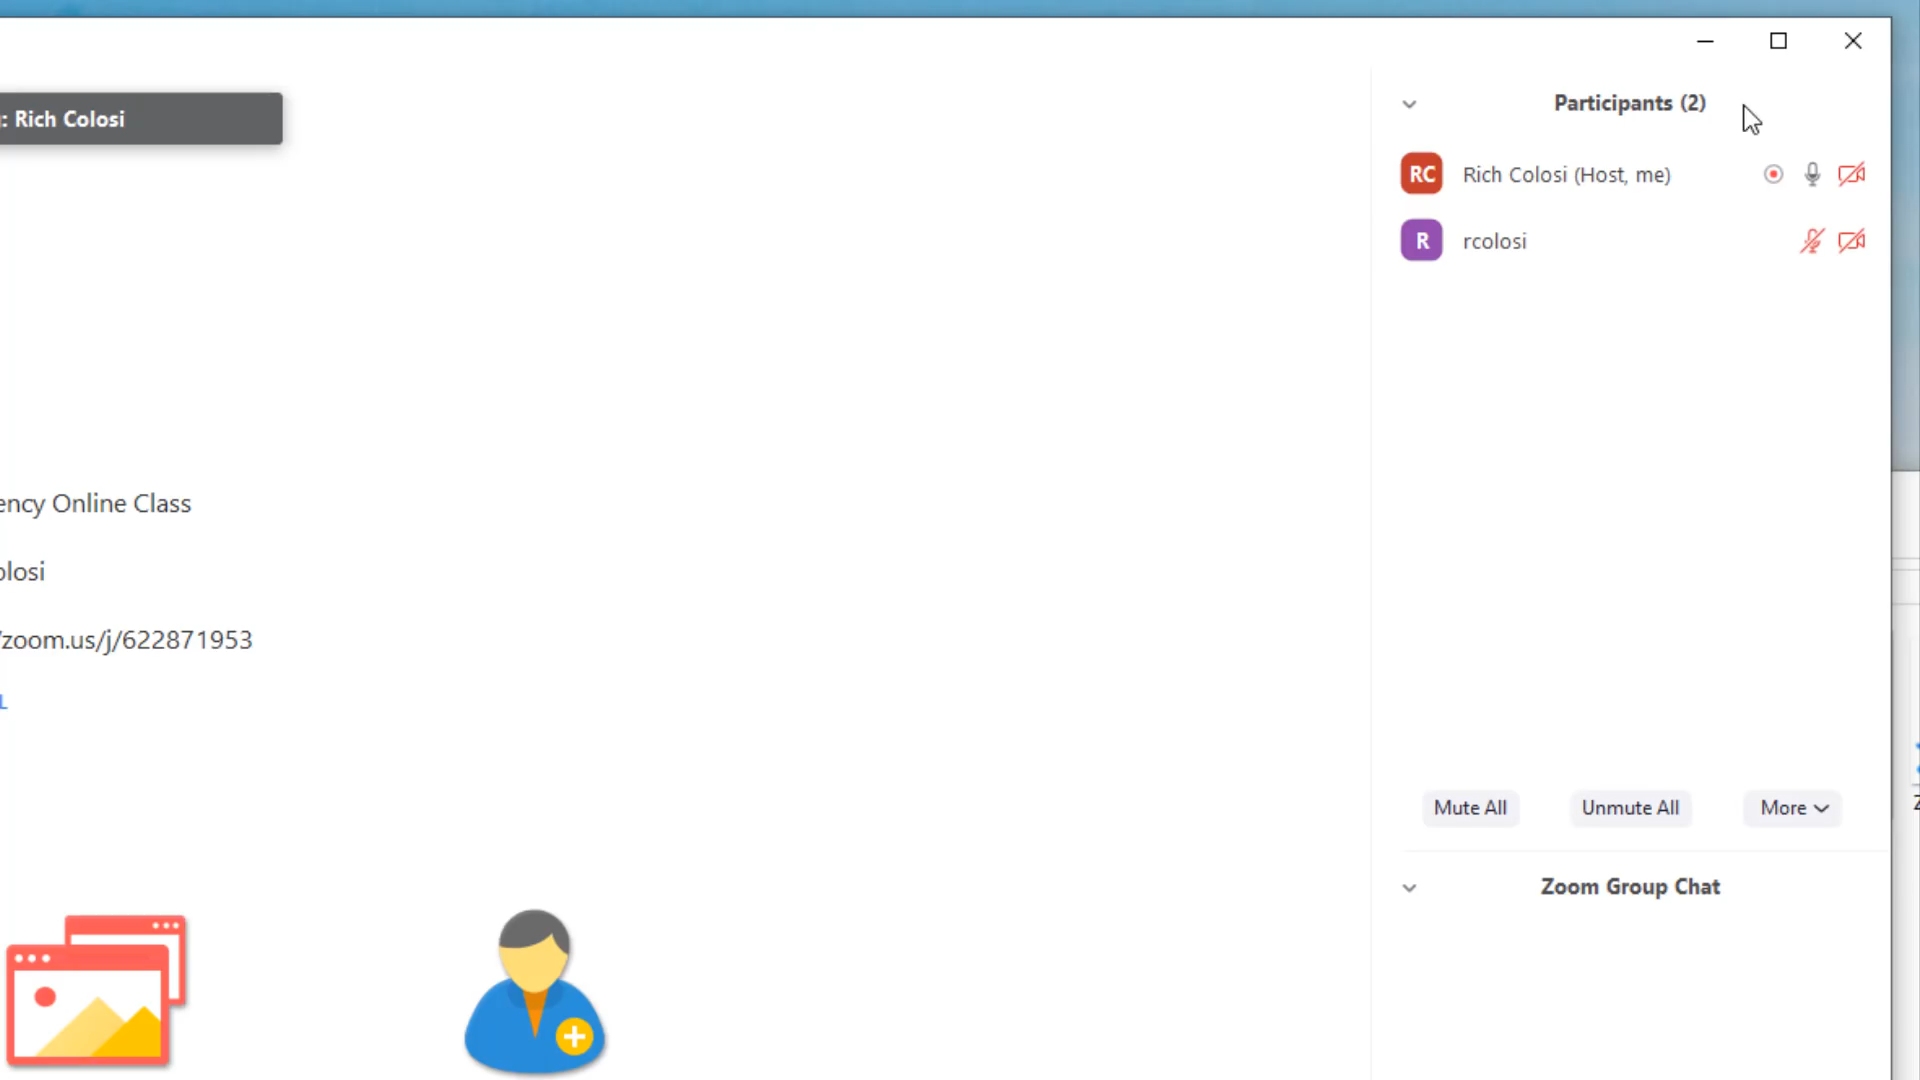 : Rich Colosi
Participants (2)
RC Rich Colosi (Host, me)
R rcolosi
ency Online Class
olosi
/zoom.us/j/622871953
L
Mute All Unmute All More
Zoom Group Chat